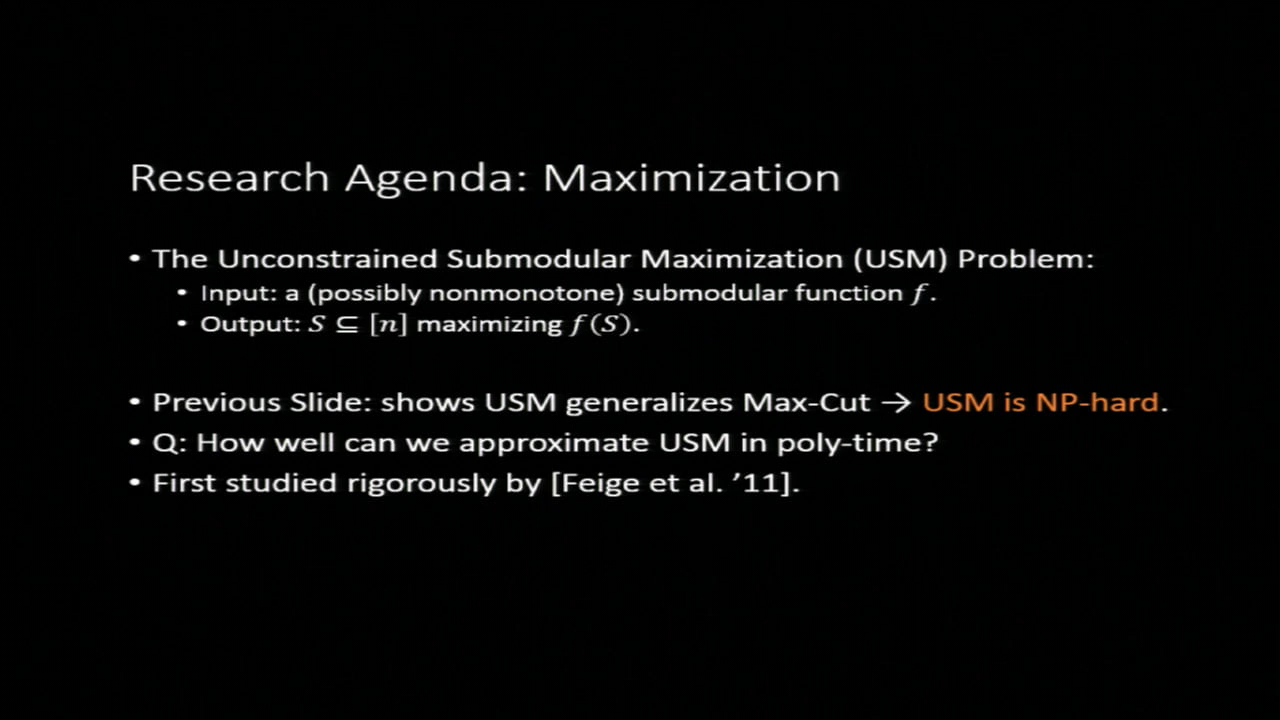 Research Agenda: Maximization
• The Unconstrained Submodular Maximization (USM) Problem:
• Input: a (possibly nonmonotone) submodular function f.
• Output: S ⊆ [n] maximizing f(S).
• Previous Slide: shows USM generalizes Max-Cut → USM is NP-hard.
• Q: How well can we approximate USM in poly-time?
• First studied rigorously by [Feige et al. ’11].